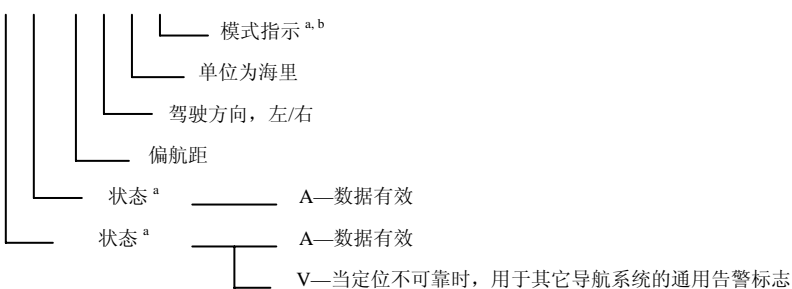 模式指示 a, b
单位为海里
驾驶方向，左/右
偏航距
状态 a A—数据有效
状态 a A—数据有效
V—当定位不可靠时，用于其它导航系统的通用告警标志